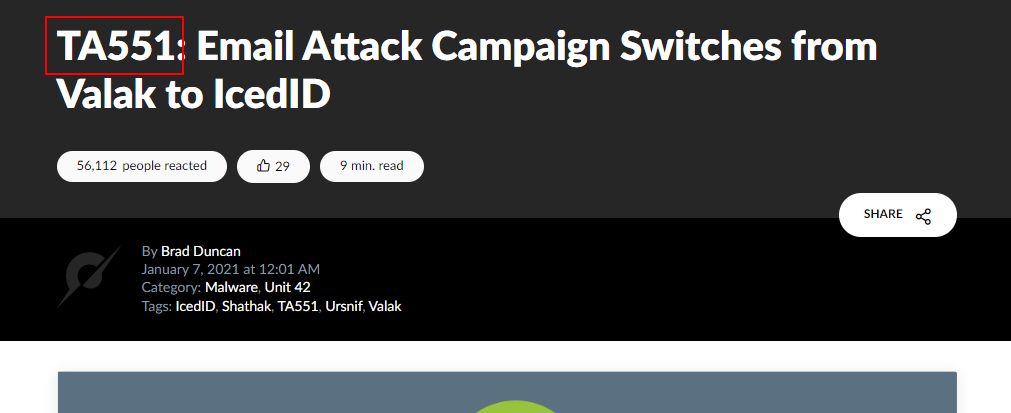 TA551: Email Attack Campaign Switches from
Valak to IcedID
56,112 people reacted
29
9 min. read
SHARE
By Brad Duncan
January 7, 2021 at 12:01 AM
Category: Malware, Unit 42
Tags: IcedID, Shathak, TA551, Ursnif, Valak